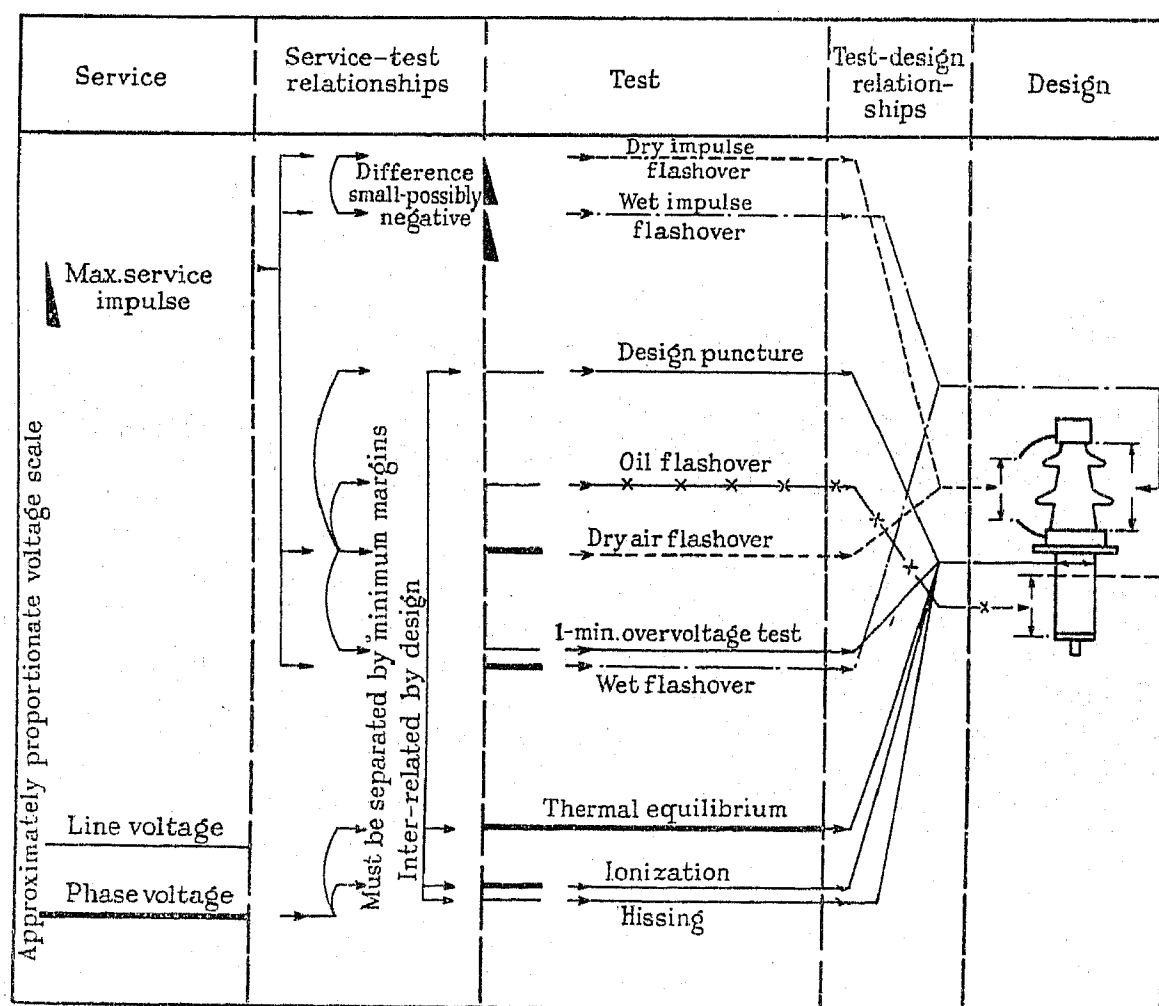 Service
Service-test
relationships
Test
Test-design
relation-
ships
Design
Approximately proportionate voltage scale
Max.service
impulse
Line voltage
Phase voltage
Difference
small-possibly
negative
Must be separated by minimum margins
Inter-related by design
Dry impulse
flashover
Wet impulse
flashover
Design puncture
Oil flashover
Dry air flashover
1-min.overvoltage test
Wet flashover
Thermal equilibrium
Ionization
Hissing